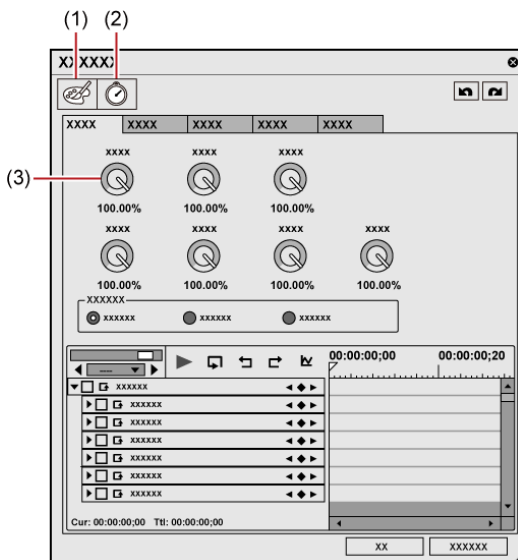 (1) (2)
XXXXXX
XXXX XXXX XXXX XXXX XXXX
xxxx xxxx xxxx
(3)
100.00% 100.00% 100.00%
xxxx xxxx xxxx xxxx
100.00% 100.00% 100.00% 100.00%
XXXXXX
xxxxxx xxxxxx xxxxxx
00:00:00;00 00:00:00;20
---
xxxxxx
xxxxxx
xxxxxx
xxxxxx
xxxxxx
xxxxxx
xxxxxx
Cur: 00:00:00;00 Ttl: 00:00:00;00
XX XXXXXX